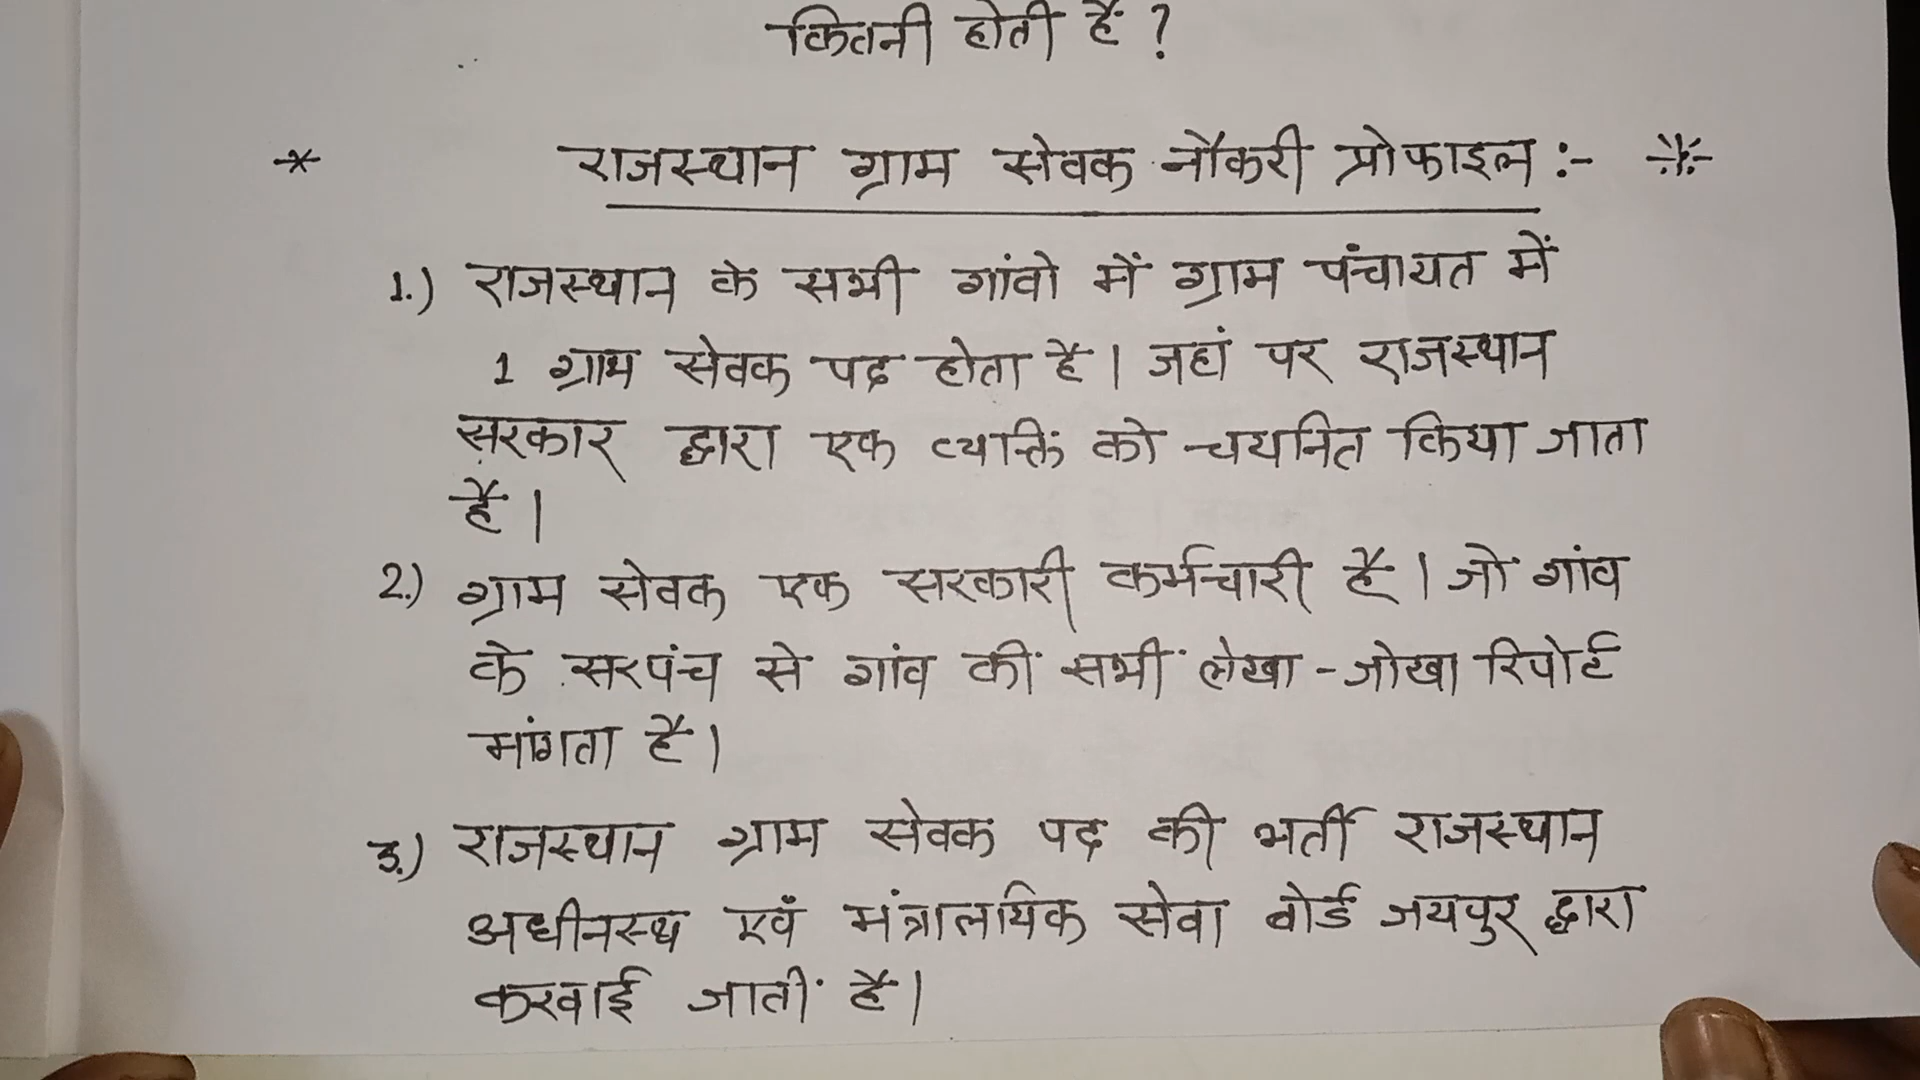 कितनी होती हैं ?
* राजस्थान ग्राम सेवक नौकरी प्रोफाइल :- *
1.) राजस्थान के सभी गांवो में ग्राम पंचायत में
1 ग्राम सेवक पद होता है । जहां पर राजस्थान
सरकार द्वारा एक व्यक्ति को चयनित किया जाता
है ।
2.) ग्राम सेवक एक सरकारी कर्मचारी है । जो गांव
के सरपंच से गांव की सभी लेखा - जोखा रिपोर्ट
मांगता है ।
3.) राजस्थान ग्राम सेवक पद की भर्ती राजस्थान
अधीनस्थ एवं मंत्रालयिक सेवा बोर्ड जयपुर द्वारा
करवाई जाती है ।